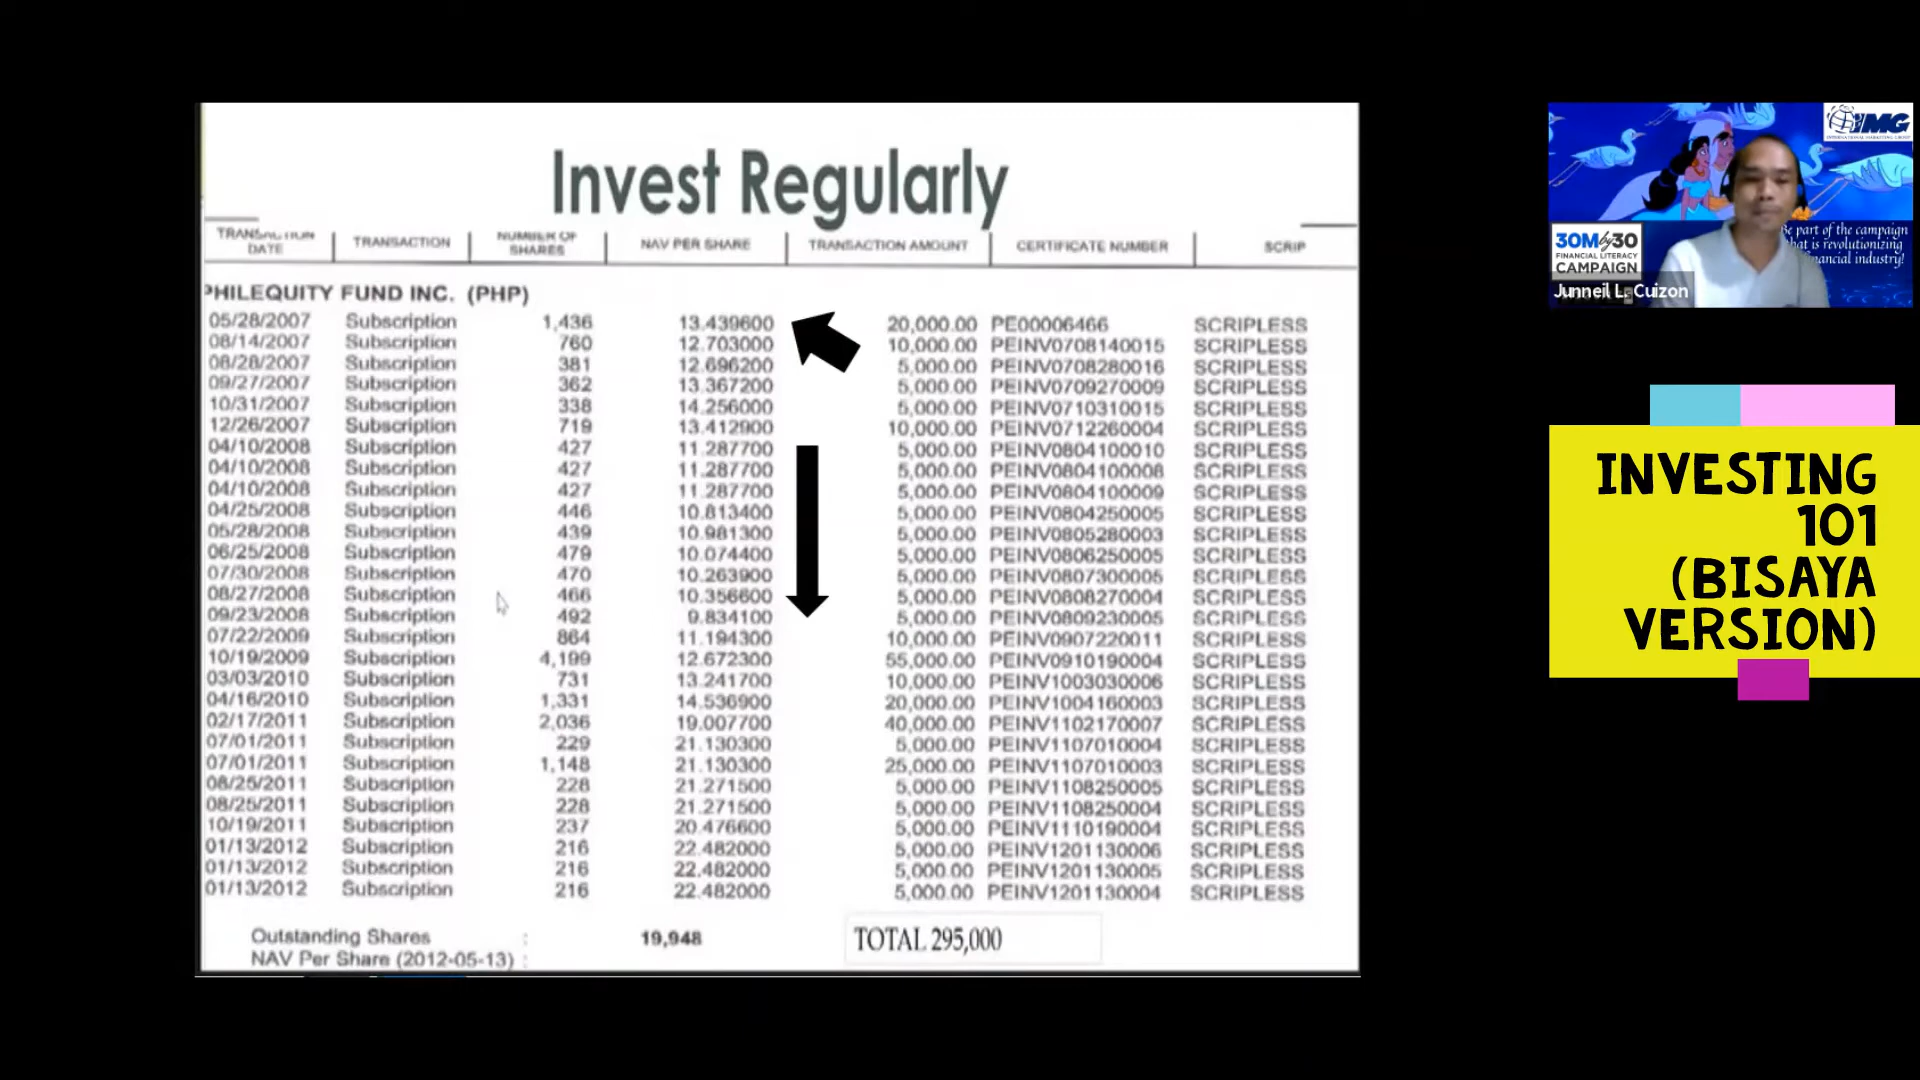 Invest Regularly
TRANSACTION DATE TRANSACTION NUMBER OF SHARES NAV PER SHARE TRANSACTION AMOUNT CERTIFICATE NUMBER SCRIP
PHILEQUITY FUND INC. (PHP)
05/28/2007 Subscription 1,436 13.439600 20,000.00 PE00006466 SCRIPLESS
08/14/2007 Subscription 760 12.703000 10,000.00 PEINV0708140015 SCRIPLESS
08/28/2007 Subscription 381 12.696200 5,000.00 PEINV0708280016 SCRIPLESS
09/27/2007 Subscription 362 13.367200 5,000.00 PEINV0709270009 SCRIPLESS
10/31/2007 Subscription 338 14.256000 5,000.00 PEINV0710310015 SCRIPLESS
12/26/2007 Subscription 719 13.412900 10,000.00 PEINV0712260004 SCRIPLESS
04/10/2008 Subscription 427 11.287700 5,000.00 PEINV0804100010 SCRIPLESS
04/10/2008 Subscription 427 11.287700 5,000.00 PEINV0804100008 SCRIPLESS
04/10/2008 Subscription 427 11.287700 5,000.00 PEINV0804100009 SCRIPLESS
04/25/2008 Subscription 446 10.813400 5,000.00 PEINV0804250005 SCRIPLESS
05/28/2008 Subscription 439 10.981300 5,000.00 PEINV0805280003 SCRIPLESS
06/25/2008 Subscription 479 10.074400 5,000.00 PEINV0806250005 SCRIPLESS
07/30/2008 Subscription 470 10.263900 5,000.00 PEINV0807300005 SCRIPLESS
08/27/2008 Subscription 466 10.356600 5,000.00 PEINV0808270004 SCRIPLESS
09/23/2008 Subscription 492 9.834100 5,000.00 PEINV0809230005 SCRIPLESS
07/22/2009 Subscription 864 11.194300 10,000.00 PEINV0907220011 SCRIPLESS
10/19/2009 Subscription 4,199 12.672300 55,000.00 PEINV0910190004 SCRIPLESS
03/03/2010 Subscription 731 13.241700 10,000.00 PEINV1003030006 SCRIPLESS
04/16/2010 Subscription 1,331 14.536900 20,000.00 PEINV1004160003 SCRIPLESS
02/17/2011 Subscription 2,036 19.007700 40,000.00 PEINV1102170007 SCRIPLESS
07/01/2011 Subscription 229 21.130300 5,000.00 PEINV1107010004 SCRIPLESS
07/01/2011 Subscription 1,148 21.130300 25,000.00 PEINV1107010003 SCRIPLESS
08/25/2011 Subscription 228 21.271500 5,000.00 PEINV1108250005 SCRIPLESS
08/25/2011 Subscription 228 21.271500 5,000.00 PEINV1108250004 SCRIPLESS
10/19/2011 Subscription 237 20.476600 5,000.00 PEINV1110190004 SCRIPLESS
01/13/2012 Subscription 216 22.482000 5,000.00 PEINV1201130006 SCRIPLESS
01/13/2012 Subscription 216 22.482000 5,000.00 PEINV1201130005 SCRIPLESS
01/13/2012 Subscription 216 22.482000 5,000.00 PEINV1201130004 SCRIPLESS
Outstanding Shares : 19,948 TOTAL 295,000
NAV Per Share (2012-05-13) :
IMG
30M by 30
FINANCIAL LITERACY
CAMPAIGN
Be part of the campaign
that is revolutionizing
financial industry!
Junneil L. Cuizon
INVESTING
101
(BISAYA
VERSION)